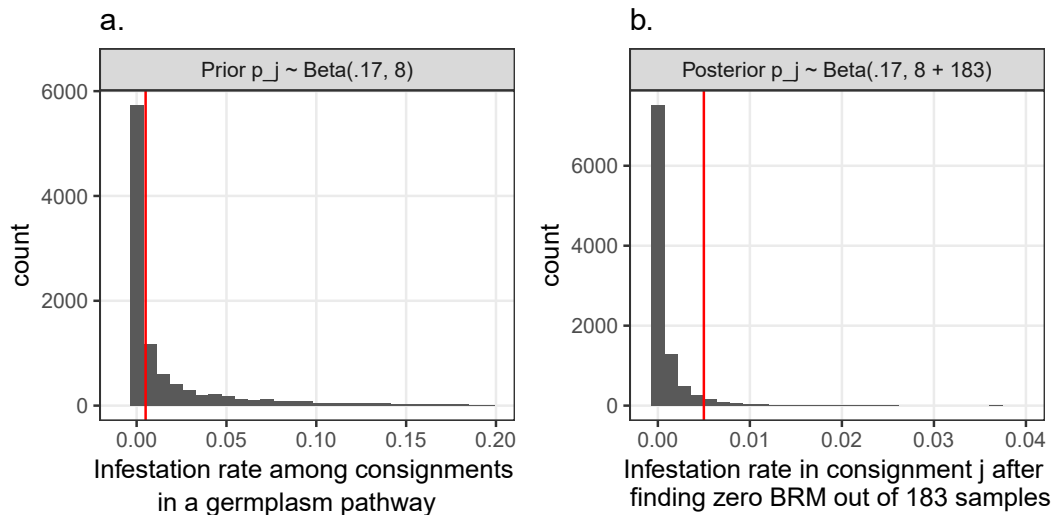 a.
Prior p_j ~ Beta(.17, 8)
6000
4000
2000
0
count
0.00 0.05 0.10 0.15 0.20
Infestation rate among consignments
in a germplasm pathway
b.
Posterior p_j ~ Beta(.17, 8 + 183)
6000
4000
2000
0
count
0.00 0.01 0.02 0.03 0.04
Infestation rate in consignment j after
finding zero BRM out of 183 samples